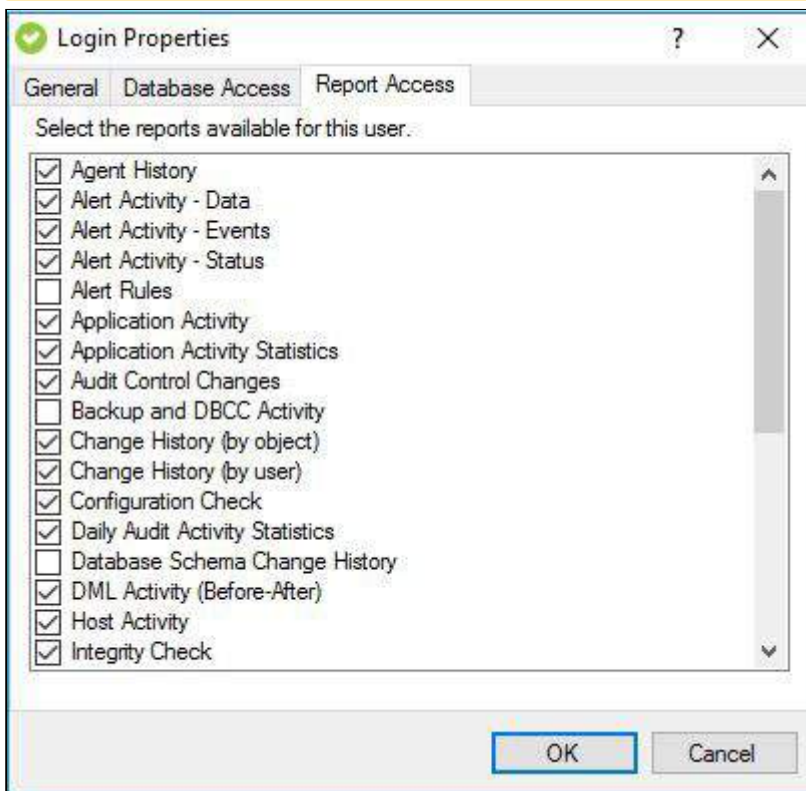 Login Properties ?
General Database Access Report Access
Select the reports available for this user.
Agent History
Alert Activity - Data
Alert Activity - Events
Alert Activity - Status
Alert Rules
Application Activity
Application Activity Statistics
Audit Control Changes
Backup and DBCC Activity
Change History (by object)
Change History (by user)
Configuration Check
Daily Audit Activity Statistics
Database Schema Change History
DML Activity (Before-After)
Host Activity
Integrity Check
OK Cancel